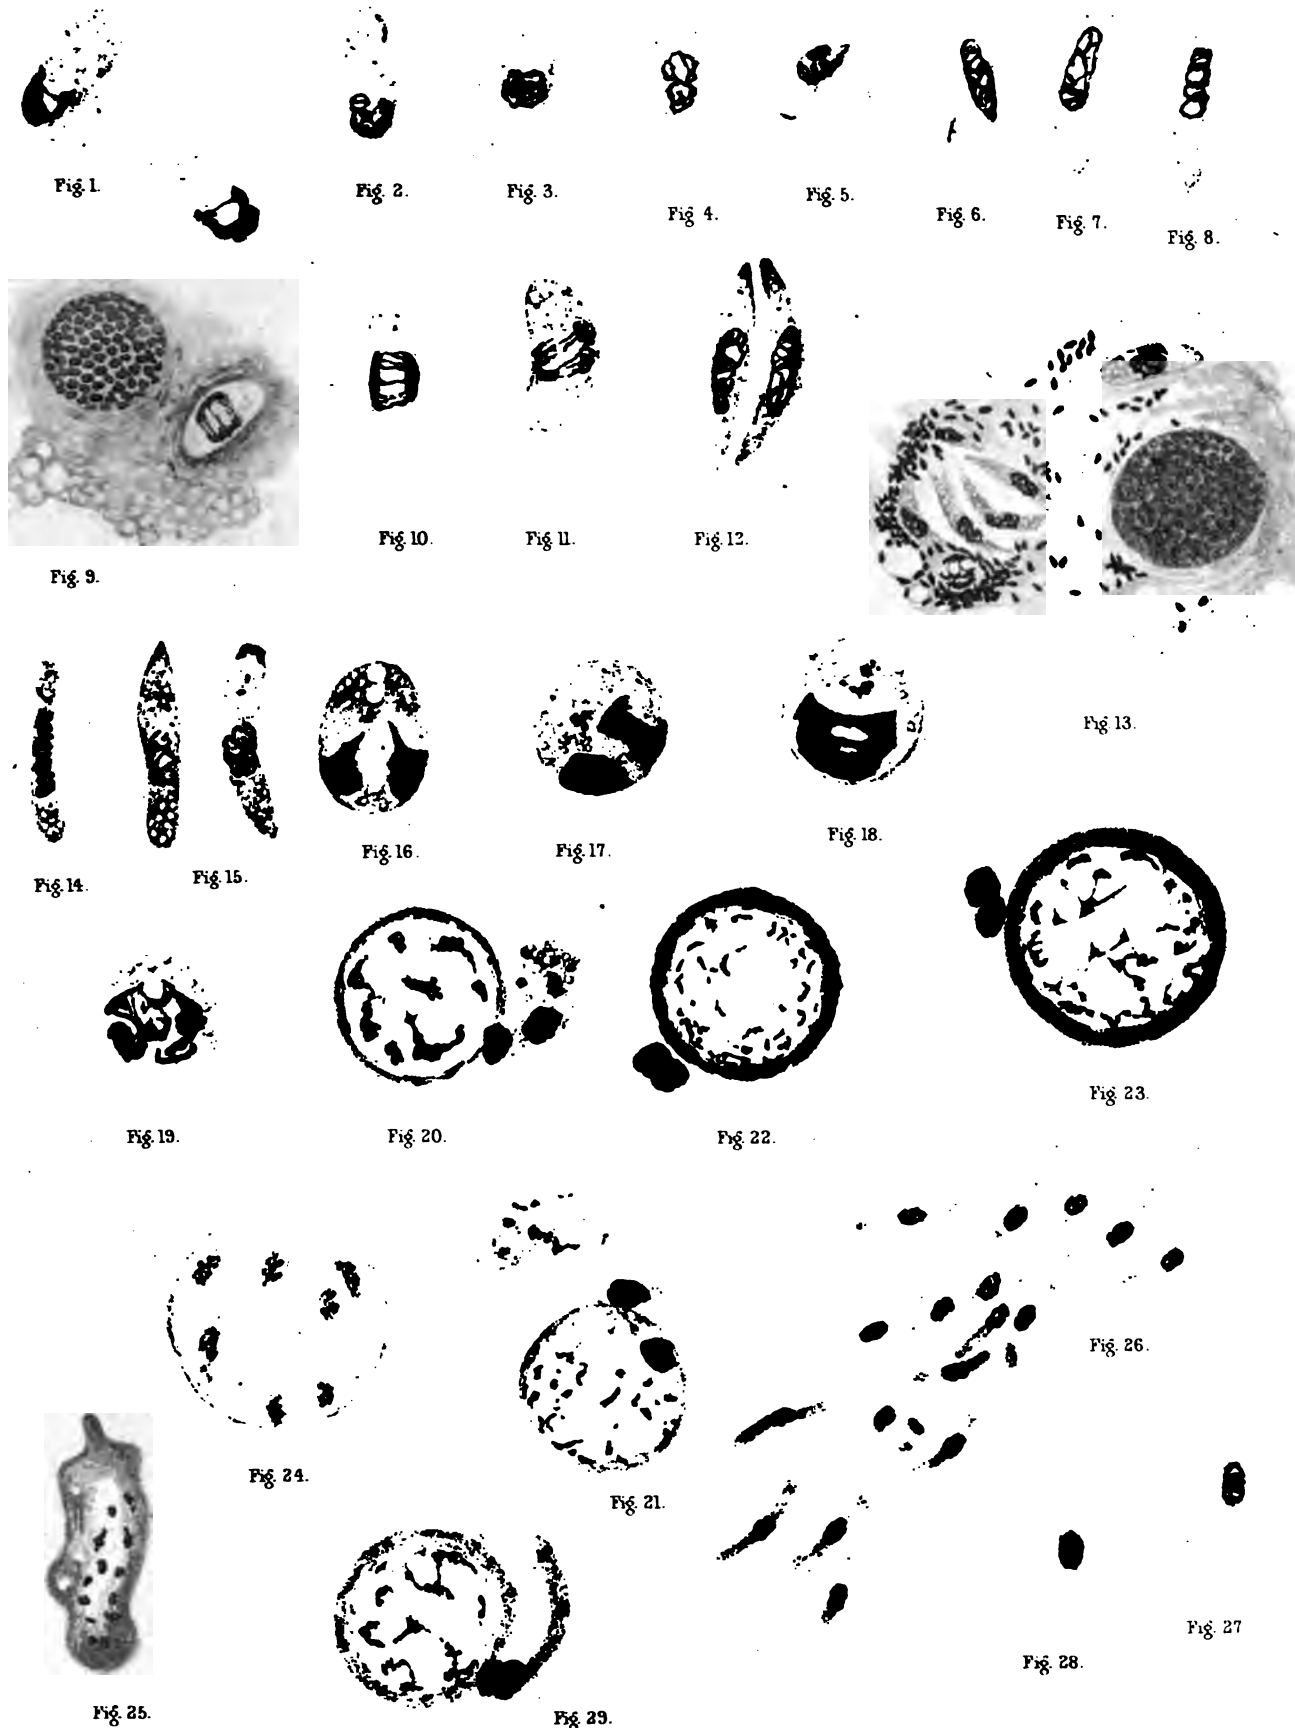 Fig. 1.
Fig. 2.
Fig. 3.
Fig 4.
Fig. 5.
Fig. 6.
Fig. 7.
Fig. 8.
Fig. 9.
Fig. 10.
Fig. 11.
Fig. 12.
Fig 13.
Fig. 14.
Fig. 15.
Fig. 16.
Fig. 17.
Fig. 18.
Fig. 19.
Fig. 20.
Fig. 22.
Fig. 23.
Fig. 24.
Fig. 21.
Fig. 26.
Fig. 25.
Fig. 29.
Fig. 28.
Fig. 27